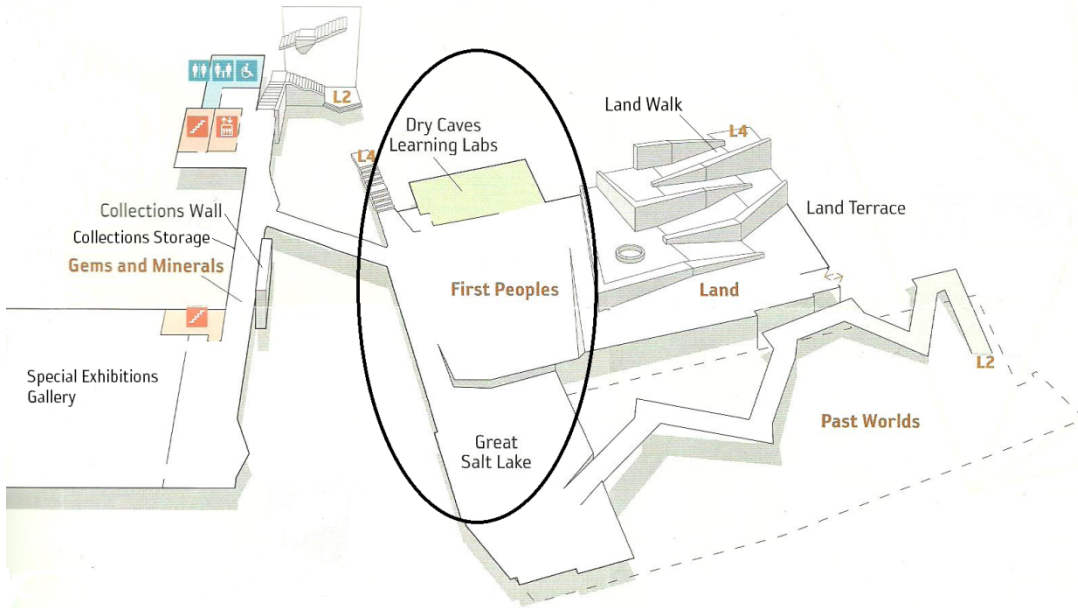 L2
Dry Caves
Learning Labs
L4
Land Walk
L4
Collections Wall
Collections Storage
Gems and Minerals
Land Terrace
First Peoples
Land
Special Exhibitions
Gallery
L2
Past Worlds
Great
Salt Lake